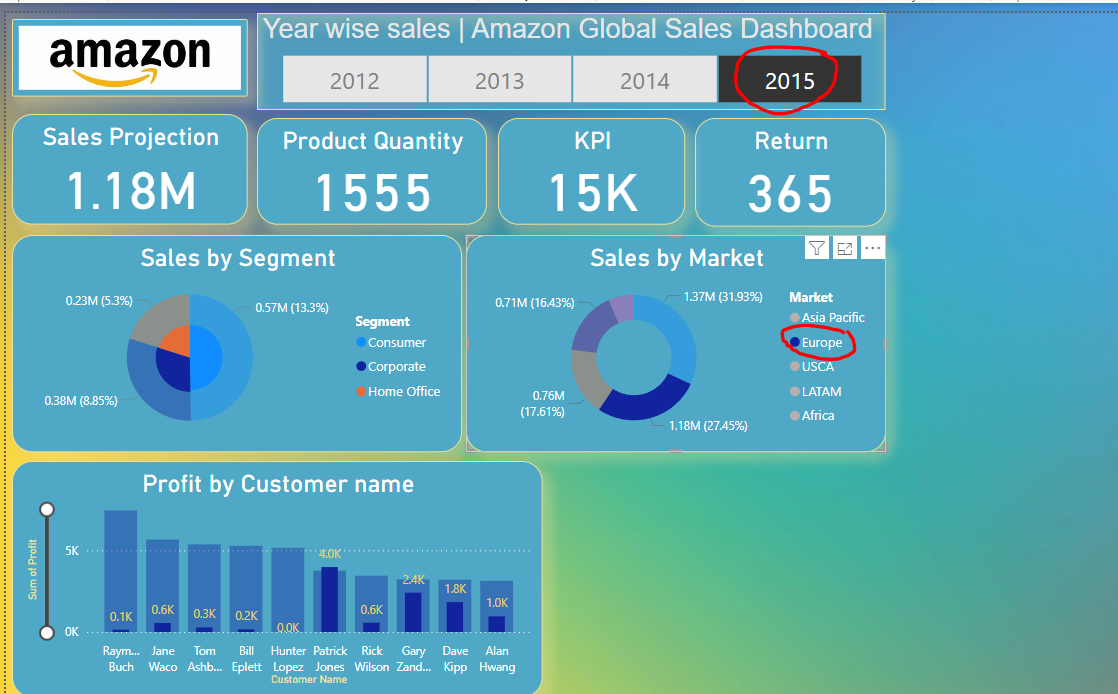 amazon
Year wise sales | Amazon Global Sales Dashboard
2012
2013
2014
2015
Sales Projection
1.18M
Product Quantity
1555
KPI
15K
Return
365
Sales by Segment
0.23M (5.3%)
0.57M (13.3%)
0.38M (8.85%)
Segment
Consumer
Corporate
Home Office
Sales by Market
0.71M (16.43%)
1.37M (31.93%)
0.76M
(17.61%)
1.18M (27.45%)
Market
Asia Pacific
Europe
USCA
LATAM
Africa
Profit by Customer name
Sum of Profit
5K
0K
0.1K
0.6K
0.3K
0.2K
0.0K
4.0K
0.6K
2.4K
1.8K
1.0K
Raym...
Buch
Jane
Waco
Tom
Ashb...
Bill
Eplett
Hunter
Lopez
Patrick
Jones
Rick
Wilson
Gary
Zand...
Dave
Kipp
Alan
Hwang
Customer Name